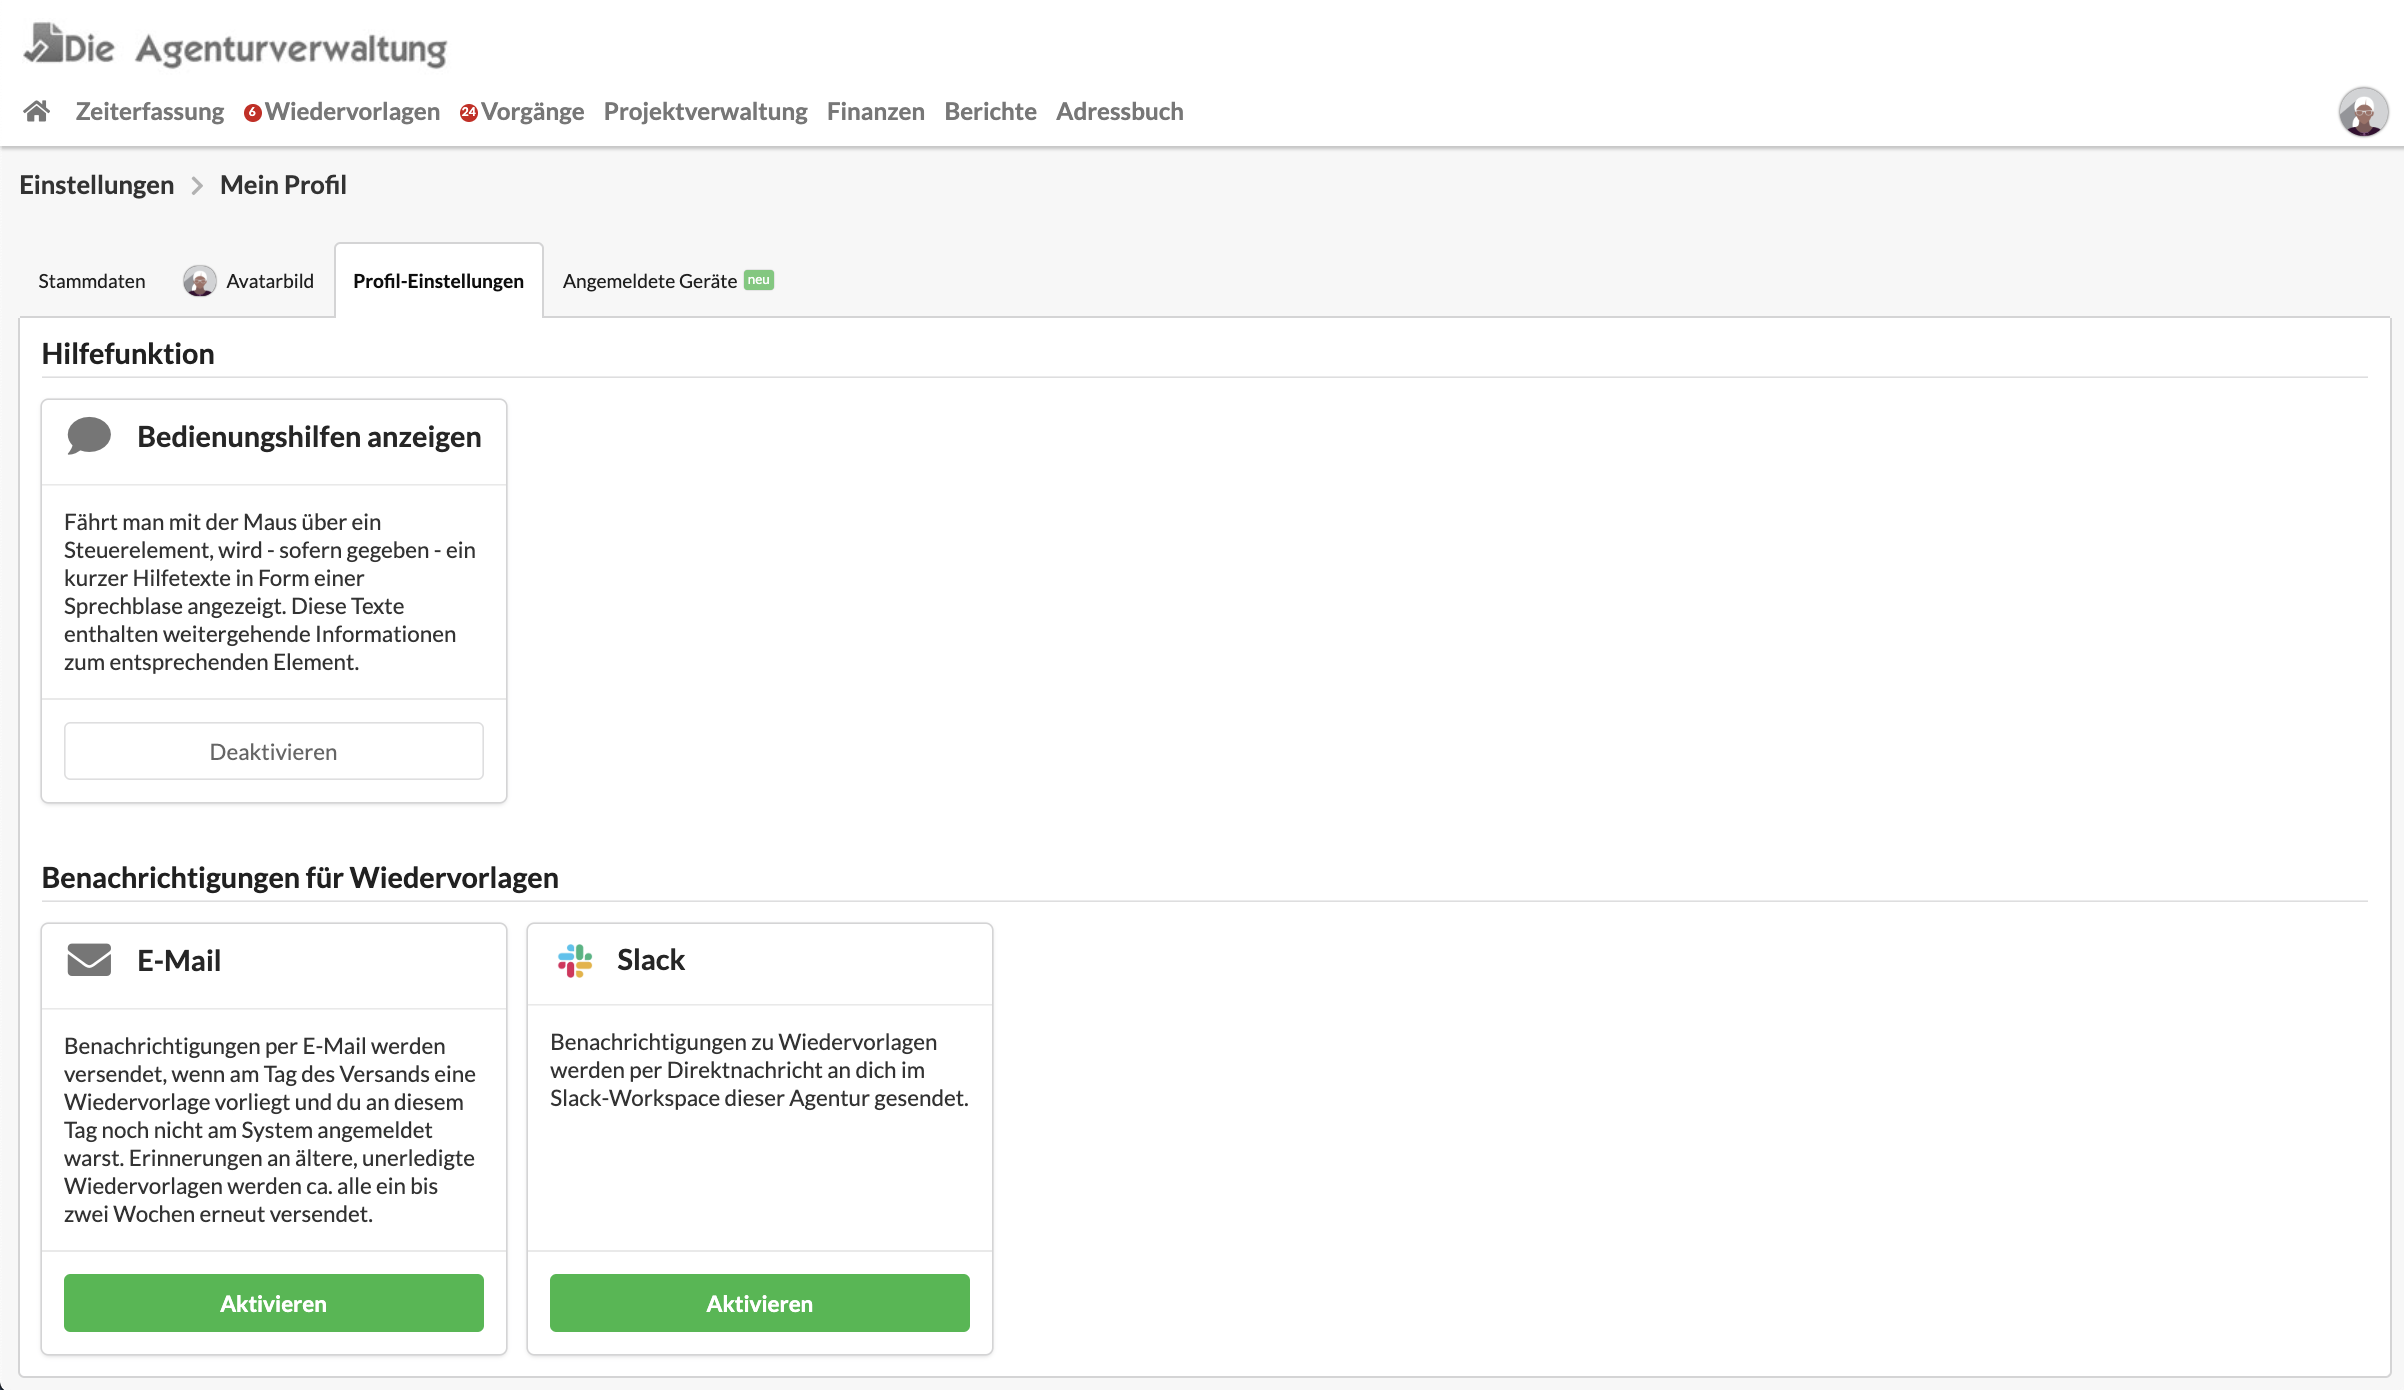 Die Agenturverwaltung
Zeiterfassung 6 Wiedervorlagen 24 Vorgänge Projektverwaltung Finanzen Berichte Adressbuch
Einstellungen Mein Profil
Stammdaten Avatarbild Profil-Einstellungen Angemeldete Geräte neu
Hilfefunktion
Bedienungshilfen anzeigen
Fährt man mit der Maus über ein
Steuerelement, wird - sofern gegeben - ein
kurzer Hilfetexte in Form einer
Sprechblase angezeigt. Diese Texte
enthalten weitergehende Informationen
zum entsprechenden Element.
Deaktivieren
Benachrichtigungen für Wiedervorlagen
E-Mail
Benachrichtigungen per E-Mail werden
versendet, wenn am Tag des Versands eine
Wiedervorlage vorliegt und du an diesem
Tag noch nicht am System angemeldet
warst. Erinnerungen an ältere, unerledigte
Wiedervorlagen werden ca. alle ein bis
zwei Wochen erneut versendet.
Aktivieren
Slack
Benachrichtigungen zu Wiedervorlagen
werden per Direktnachricht an dich im
Slack-Workspace dieser Agentur gesendet.
Aktivieren